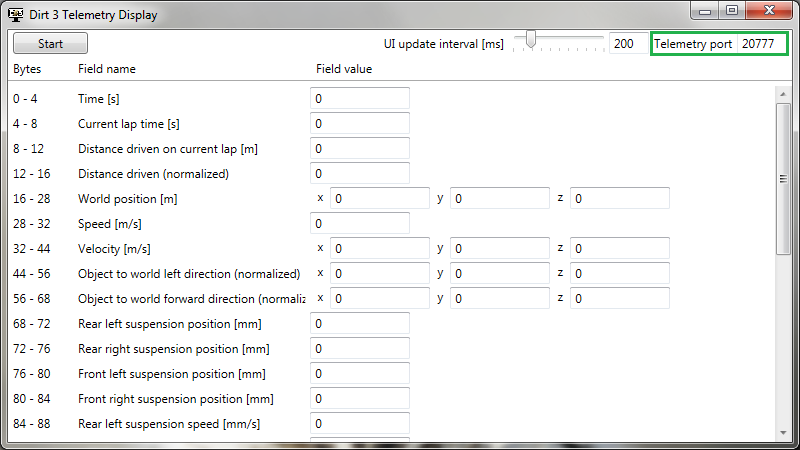 Dirt 3 Telemetry Display
Start UI update interval [ms] 200 Telemetry port 20777
Bytes Field name Field value
0 - 4 Time [s] 0
4 - 8 Current lap time [s] 0
8 - 12 Distance driven on current lap [m] 0
12 - 16 Distance driven (normalized) 0
16 - 28 World position [m] x 0 y 0 z 0
28 - 32 Speed [m/s] 0
32 - 44 Velocity [m/s] x 0 y 0 z 0
44 - 56 Object to world left direction (normalized) x 0 y 0 z 0
56 - 68 Object to world forward direction (normaliz x 0 y 0 z 0
68 - 72 Rear left suspension position [mm] 0
72 - 76 Rear right suspension position [mm] 0
76 - 80 Front left suspension position [mm] 0
80 - 84 Front right suspension position [mm] 0
84 - 88 Rear left suspension speed [mm/s] 0